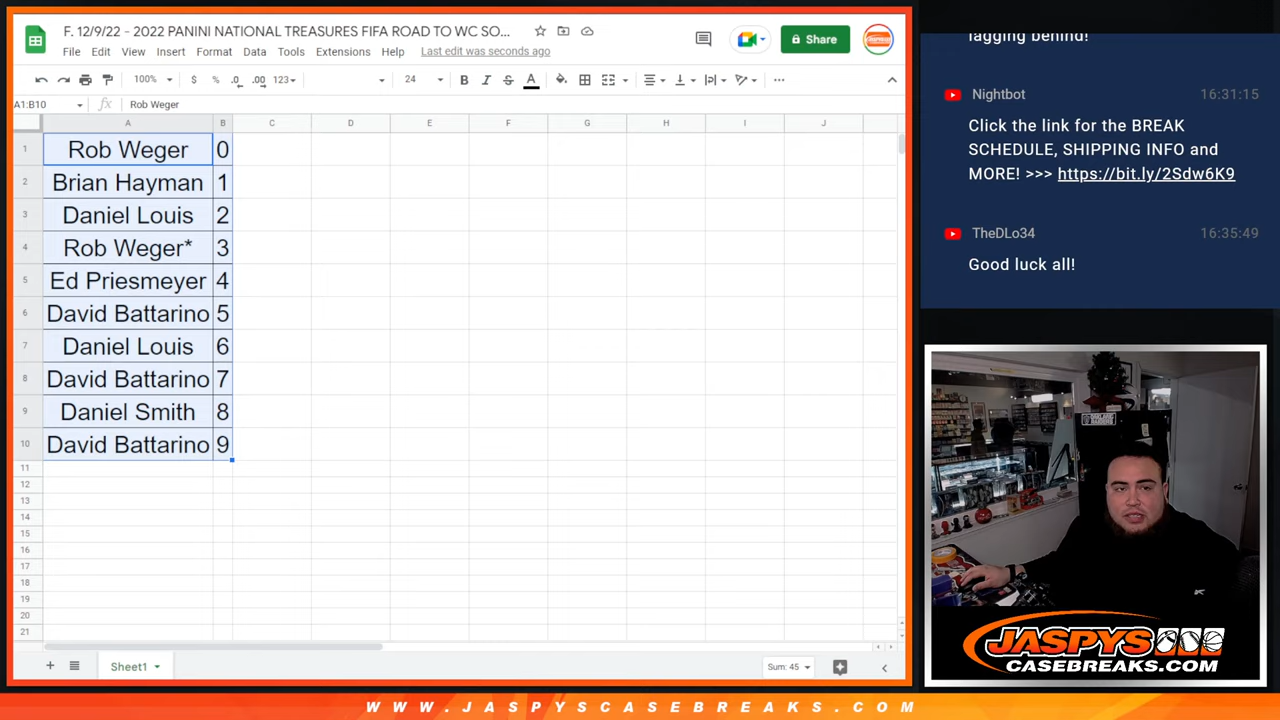 F. 12/9/22 - 2022 PANINI NATIONAL TREASURES FIFA ROAD TO WC SO...
File Edit View Insert Format Data Tools Extensions Help Last edit was seconds ago
Share
100% $ % .0 .00 123 24 B I S A
A1:B10 fx Rob Weger
A B C D E F G H I J
1 Rob Weger 0
2 Brian Hayman 1
3 Daniel Louis 2
4 Rob Weger* 3
5 Ed Priesmeyer 4
6 David Battarino 5
7 Daniel Louis 6
8 David Battarino 7
9 Daniel Smith 8
10 David Battarino 9
11
12
13
14
15
16
17
18
19
20
21
Sheet1
Sum: 45
lagging behind!
Nightbot 16:31:15
Click the link for the BREAK
SCHEDULE, SHIPPING INFO and
MORE! >>> https://bit.ly/2Sdw6K9
TheDLo34 16:35:49
Good luck all!
JASPYS
CASEBREAKS.COM
WWW.JASPYSCASEBREAKS.COM